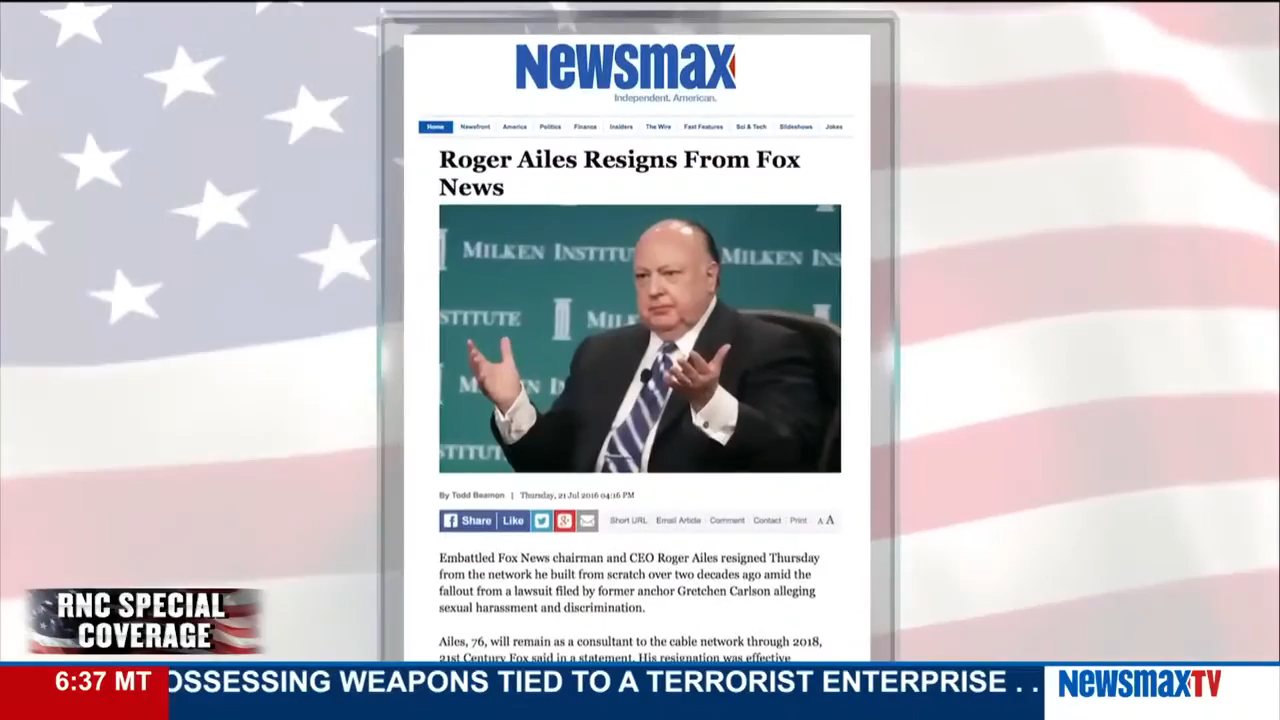 NEWSMAX
Independent. American.
Home Newsfront America Politics Finance Insiders The Wire Fast Features Sci & Tech Slideshows Jokes
Roger Ailes Resigns From Fox
News
MILKEN INSTITU
MILKEN INS
STITUTE
MILK
M
IN
STITUT
By Todd Beamon | Thursday, 21 Jul 2016 04:16 PM
f Share Like g+ Short URL Email Article Comment Contact Print A A
Embattled Fox News chairman and CEO Roger Ailes resigned Thursday
from the network he built from scratch over two decades ago amid the
fallout from a lawsuit filed by former anchor Gretchen Carlson alleging
sexual harassment and discrimination.
Ailes, 76, will remain as a consultant to the cable network through 2018,
21st Century Fox said in a statement. His resignation was effective
RNC SPECIAL
COVERAGE
6:37 MT OSSESSING WEAPONS TIED TO A TERRORIST ENTERPRISE . . NEWSMAXTV